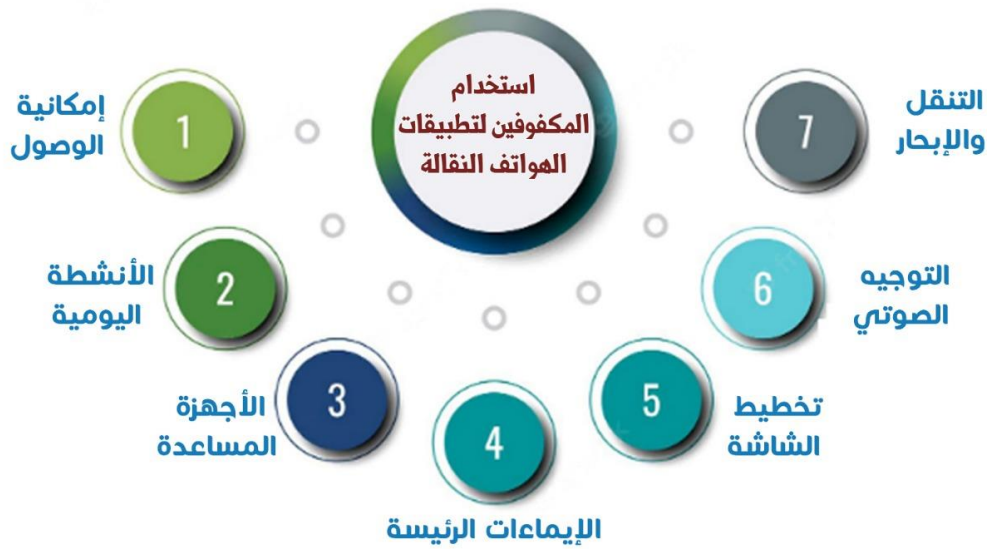 استخدام
المكفوفين لتطبيقات
الهواتف النقالة
1
إمكانية
الوصول
2
الأنشطة
اليومية
3
الأجهزة
المساعدة
4
الإيماءات الرئيسة
5
تخطيط
الشاشة
6
التوجيه
الصوتي
7
التنقل
والإبحار